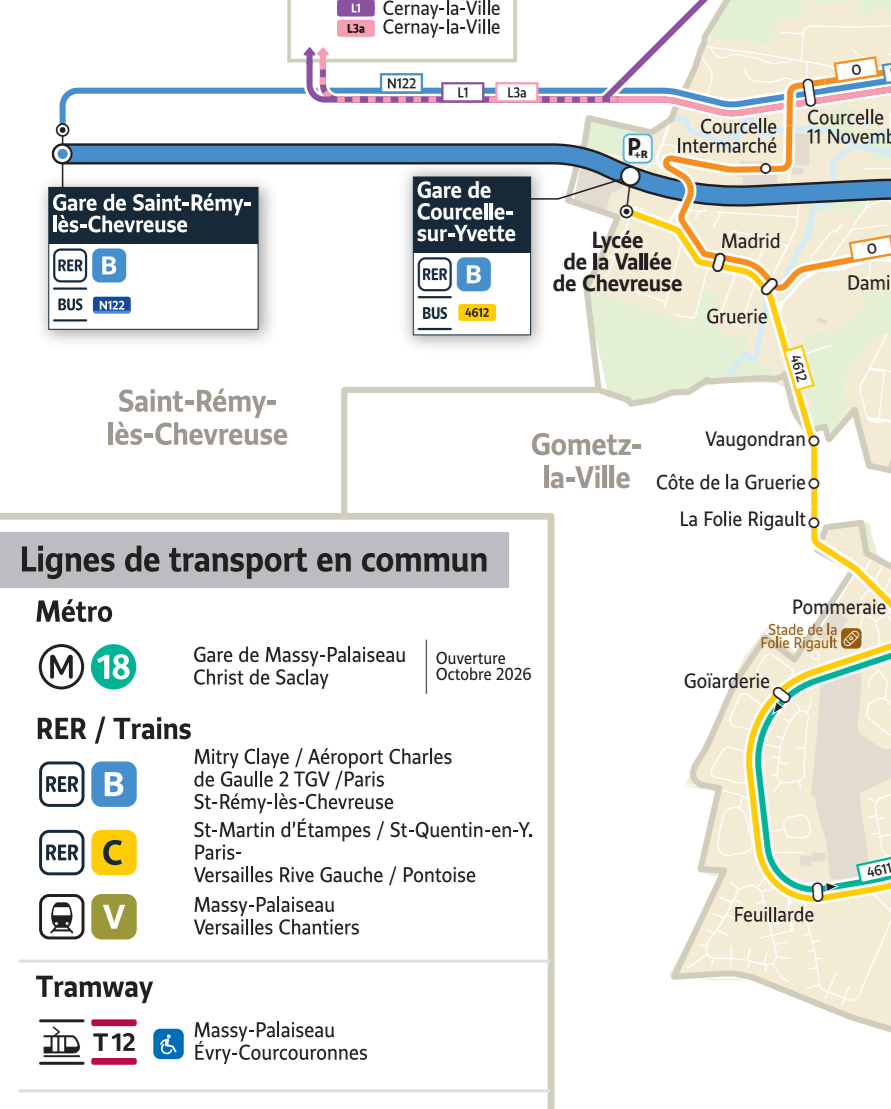 L1 Cernay-la-Ville
L3a Cernay-la-Ville
N122
L1
L3a
O
P+R
Courcelle
Intermarché
Courcelle
Gare de Saint-Rémy-
lès-Chevreuse
RER B
BUS N122
Gare de
Courcelle-
sur-Yvette
RER B
BUS 4612
Lycée
de la Vallée
de Chevreuse
Madrid
O
Gruerie
4612
Saint-Rémy-
lès-Chevreuse
Gometz-
la-Ville
Vaugondran
Côte de la Gruerie
La Folie Rigault
Pommeraie
Stade de la
Folie Rigault
Goïarderie
4611
Feuillarde
Lignes de transport en commun
Métro
M 18
Gare de Massy-Palaiseau
Christ de Saclay
Ouverture
Octobre 2026
RER / Trains
RER B
Mitry Claye / Aéroport Charles
de Gaulle 2 TGV /Paris
St-Rémy-lès-Chevreuse
RER C
St-Martin d'Étampes / St-Quentin-en-Y.
Paris-
Versailles Rive Gauche / Pontoise
V
Massy-Palaiseau
Versailles Chantiers
Tramway
T12
Massy-Palaiseau
Évry-Courcouronnes